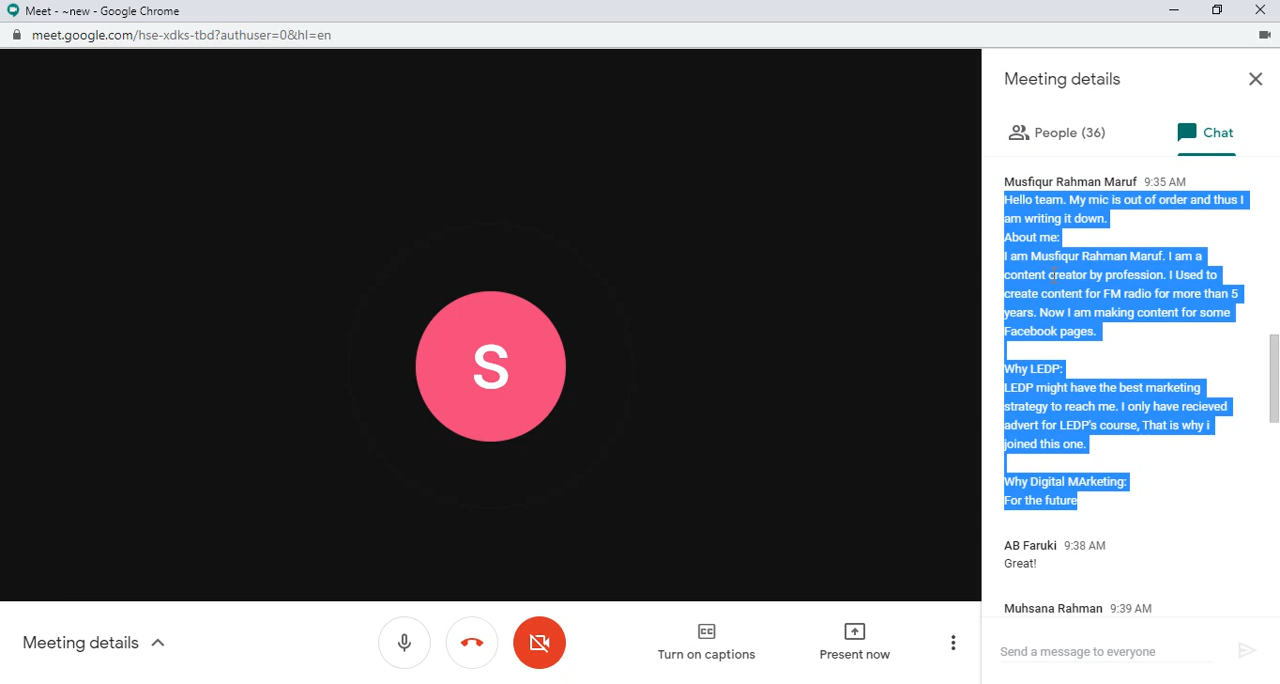 Meet - ~new - Google Chrome
meet.google.com/hse-xdks-tbd?authuser=0&hl=en
S
Meeting details
People (36)
Chat
Musfiqur Rahman Maruf 9:35 AM
Hello team. My mic is out of order and thus I
am writing it down.
About me:
I am Musfiqur Rahman Maruf. I am a
content creator by profession. I Used to
create content for FM radio for more than 5
years. Now I am making content for some
Facebook pages.
Why LEDP:
LEDP might have the best marketing
strategy to reach me. I only have recieved
advert for LEDP's course, That is why i
joined this one.
Why Digital MArketing:
For the future
AB Faruki 9:38 AM
Great!
Muhsana Rahman 9:39 AM
Send a message to everyone
Meeting details
CC
Turn on captions
Present now